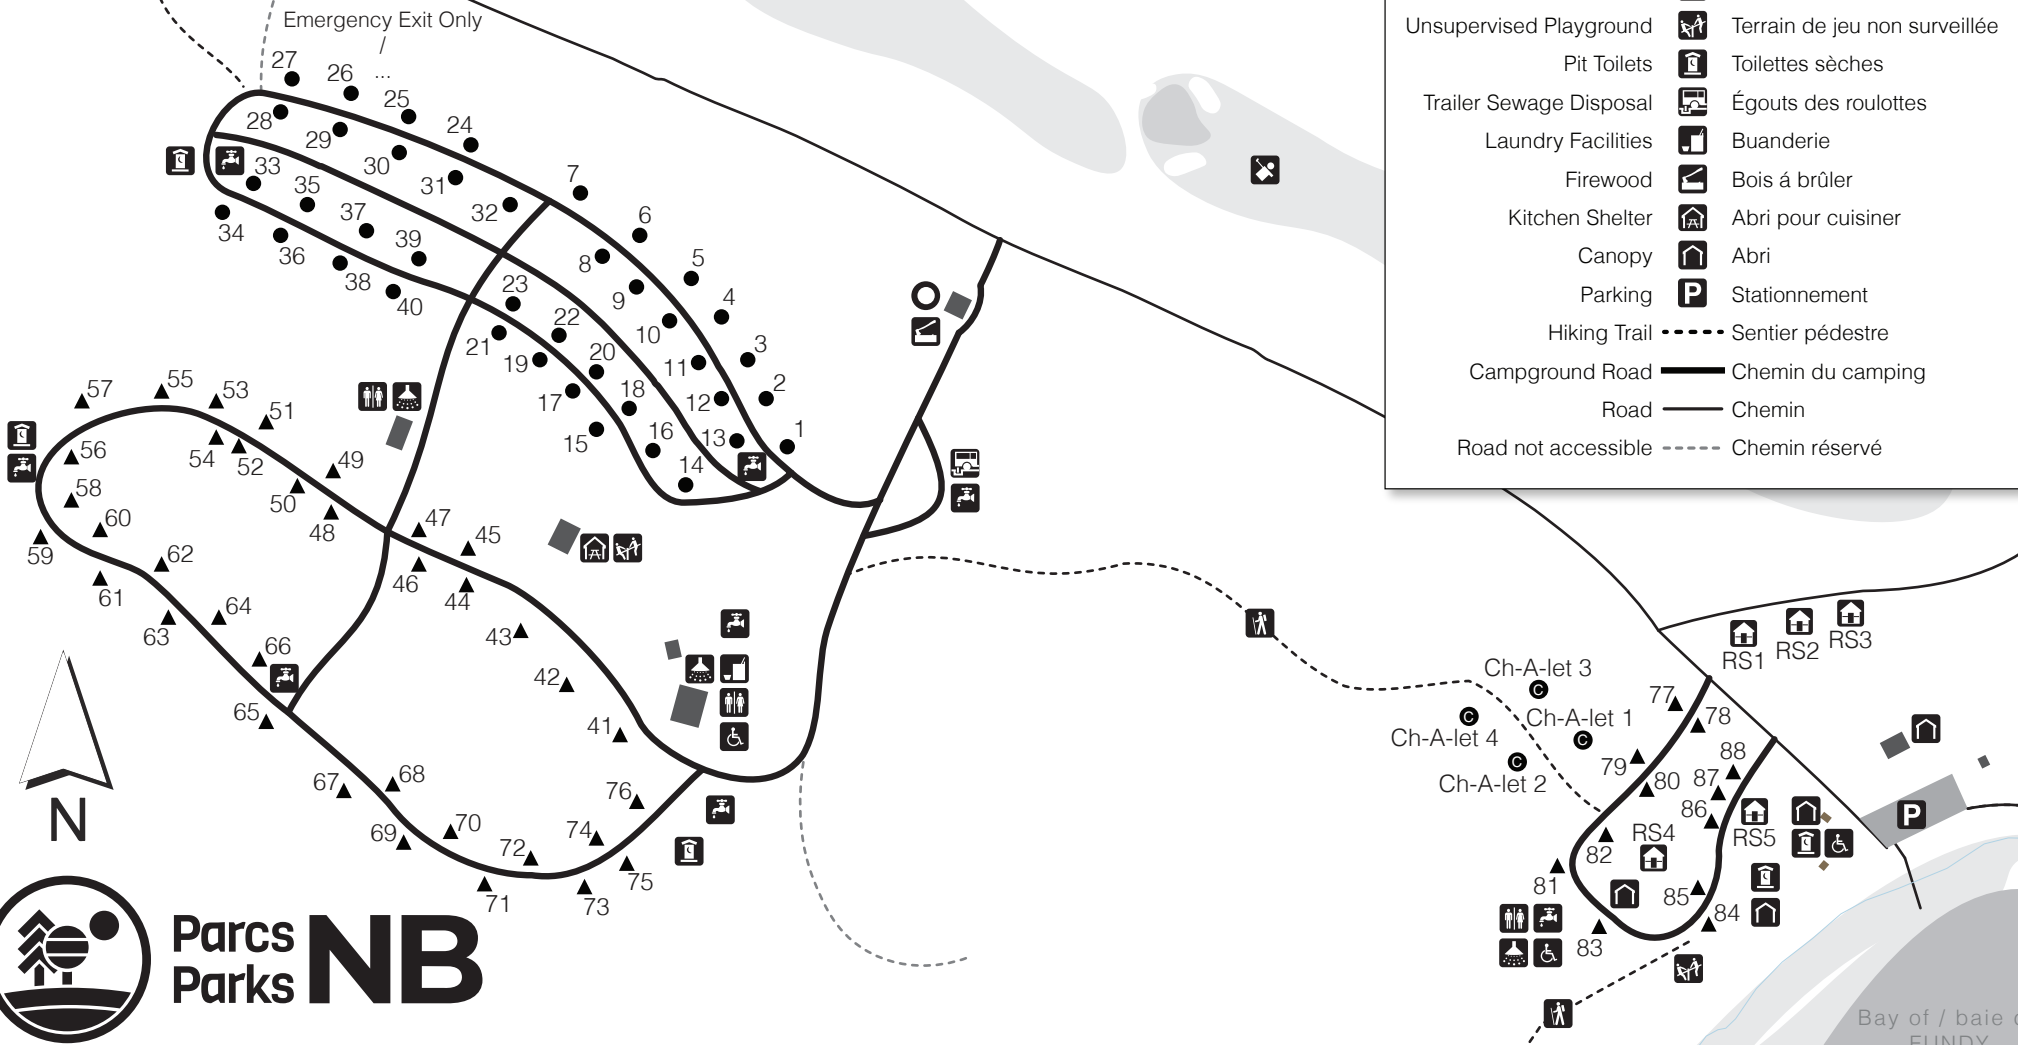 Emergency Exit Only
/
...
27
26
25
24
28
29
30
31
32
7
6
5
4
3
2
1
8
9
10
11
12
13
33
35
37
39
34
36
38
40
23
22
20
18
16
14
21
19
17
15
57
55
53
51
49
56
54
52
50
48
58
60
59
62
61
64
63
66
65
47
45
46
44
43
42
41
67
68
69
70
72
71
74
73
76
75
N
Parcs
Parks
NB
Unsupervised Playground Terrain de jeu non surveillée
Pit Toilets Toilettes sèches
Trailer Sewage Disposal Égouts des roulottes
Laundry Facilities Buanderie
Firewood Bois á brûler
Kitchen Shelter Abri pour cuisiner
Canopy Abri
Parking P Stationnement
Hiking Trail Sentier pédestre
Campground Road Chemin du camping
Road Chemin
Road not accessible Chemin réservé
RS1
RS2
RS3
Ch-A-let 3
C
Ch-A-let 1
C
C
Ch-A-let 4
C
Ch-A-let 2
77
78
79
80
88
87
86
RS4
RS5
82
81
85
84
83
P
Bay of / baie
FUNDY